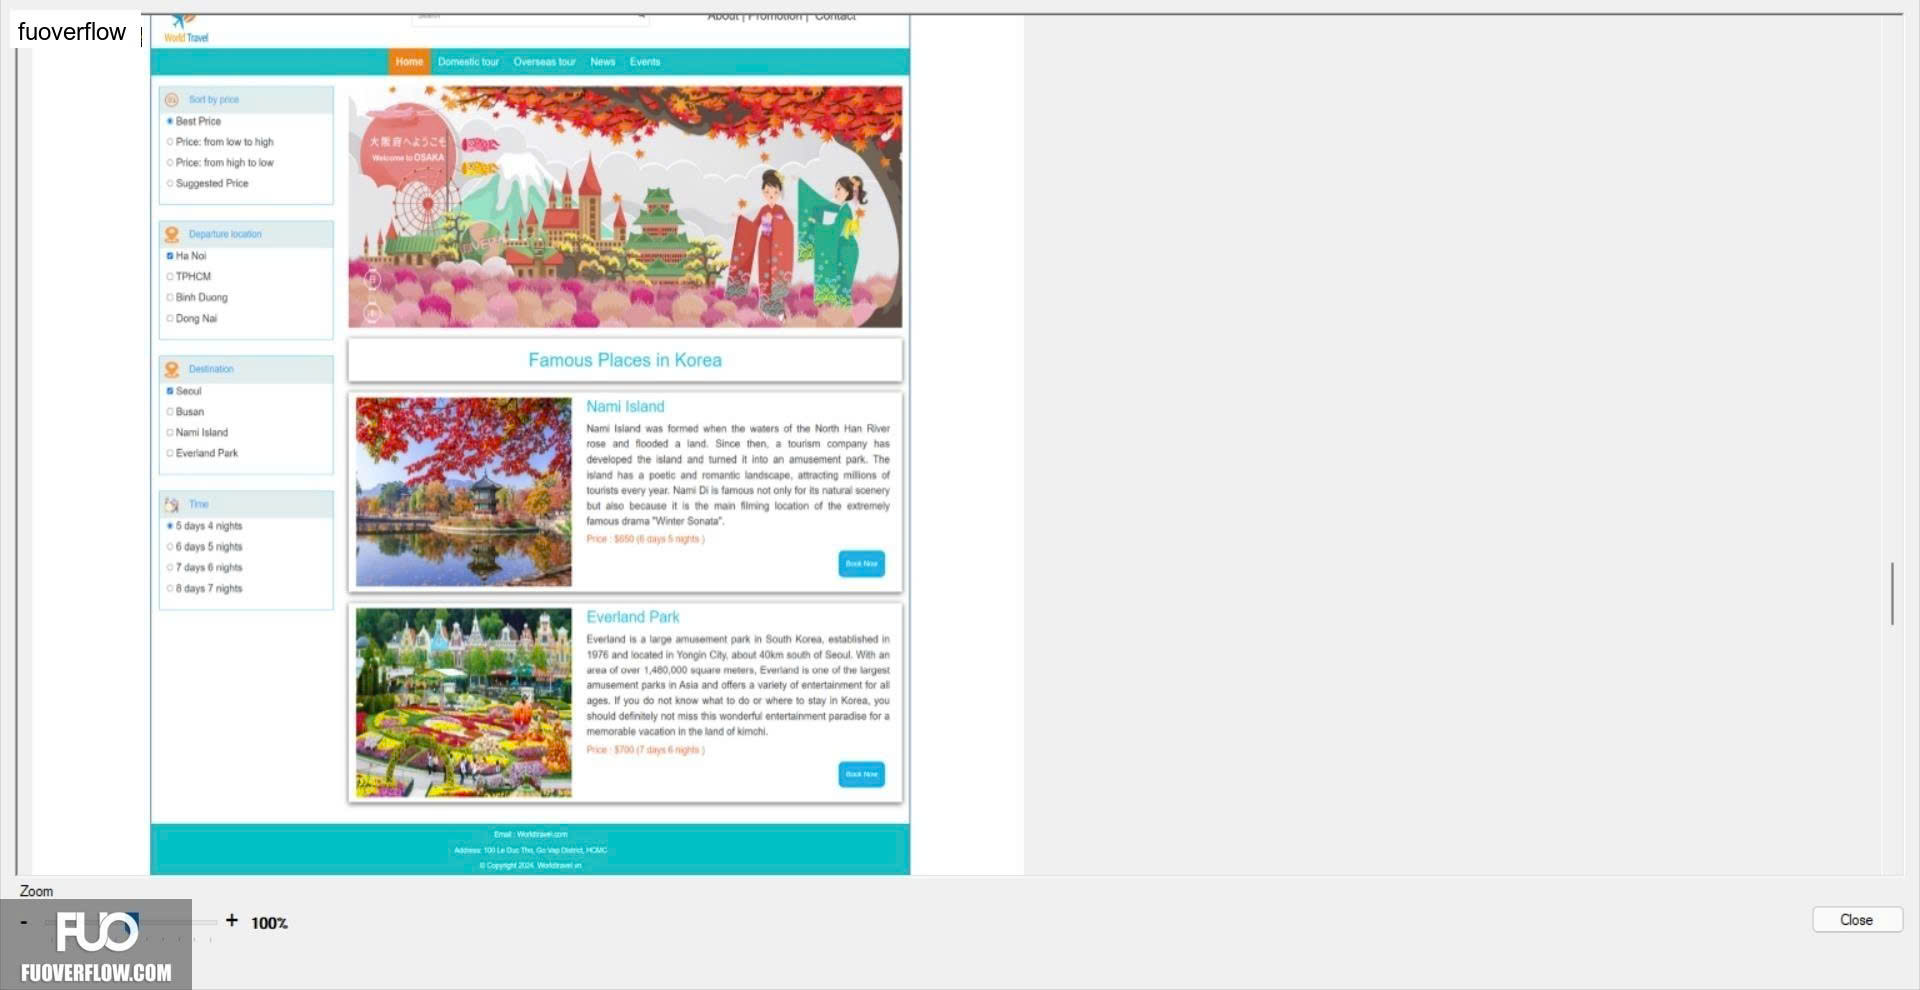 fuoverflow
World Travel
Search
About | Promotion | Contact
Home Domestic tour Overseas tour News Events
Sort by price
Best Price
Price: from low to high
Price: from high to low
Suggested Price
Departure location
Ha Noi
TPHCM
Binh Duong
Dong Nai
Destination
Seoul
Busan
Nami Island
Everland Park
Time
5 days 4 nights
6 days 5 nights
7 days 6 nights
8 days 7 nights
大阪府へようこそ
Welcome to OSAKA
Famous Places in Korea
Nami Island
Nami Island was formed when the waters of the North Han River
rose and flooded a land. Since then, a tourism company has
developed the island and turned it into an amusement park. The
island has a poetic and romantic landscape, attracting millions of
tourists every year. Nami Di is famous not only for its natural scenery
but also because it is the main filming location of the extremely
famous drama "Winter Sonata".
Price : $650 (6 days 5 nights )
Book Now
Everland Park
Everland is a large amusement park in South Korea, established in
1976 and located in Yongin City, about 40km south of Seoul. With an
area of over 1,480,000 square meters, Everland is one of the largest
amusement parks in Asia and offers a variety of entertainment for all
ages. If you do not know what to do or where to stay in Korea, you
should definitely not miss this wonderful entertainment paradise for a
memorable vacation in the land of kimchi.
Price : $700 (7 days 6 nights )
Book Now
Email : Worldtravel.com
Address: 100 Le Duc Tho, Go Vap District, HCMC
© Copyright 2024. Worldtravel.vn
Zoom
- + 100%
Close
FUO
FUOVERFLOW.COM